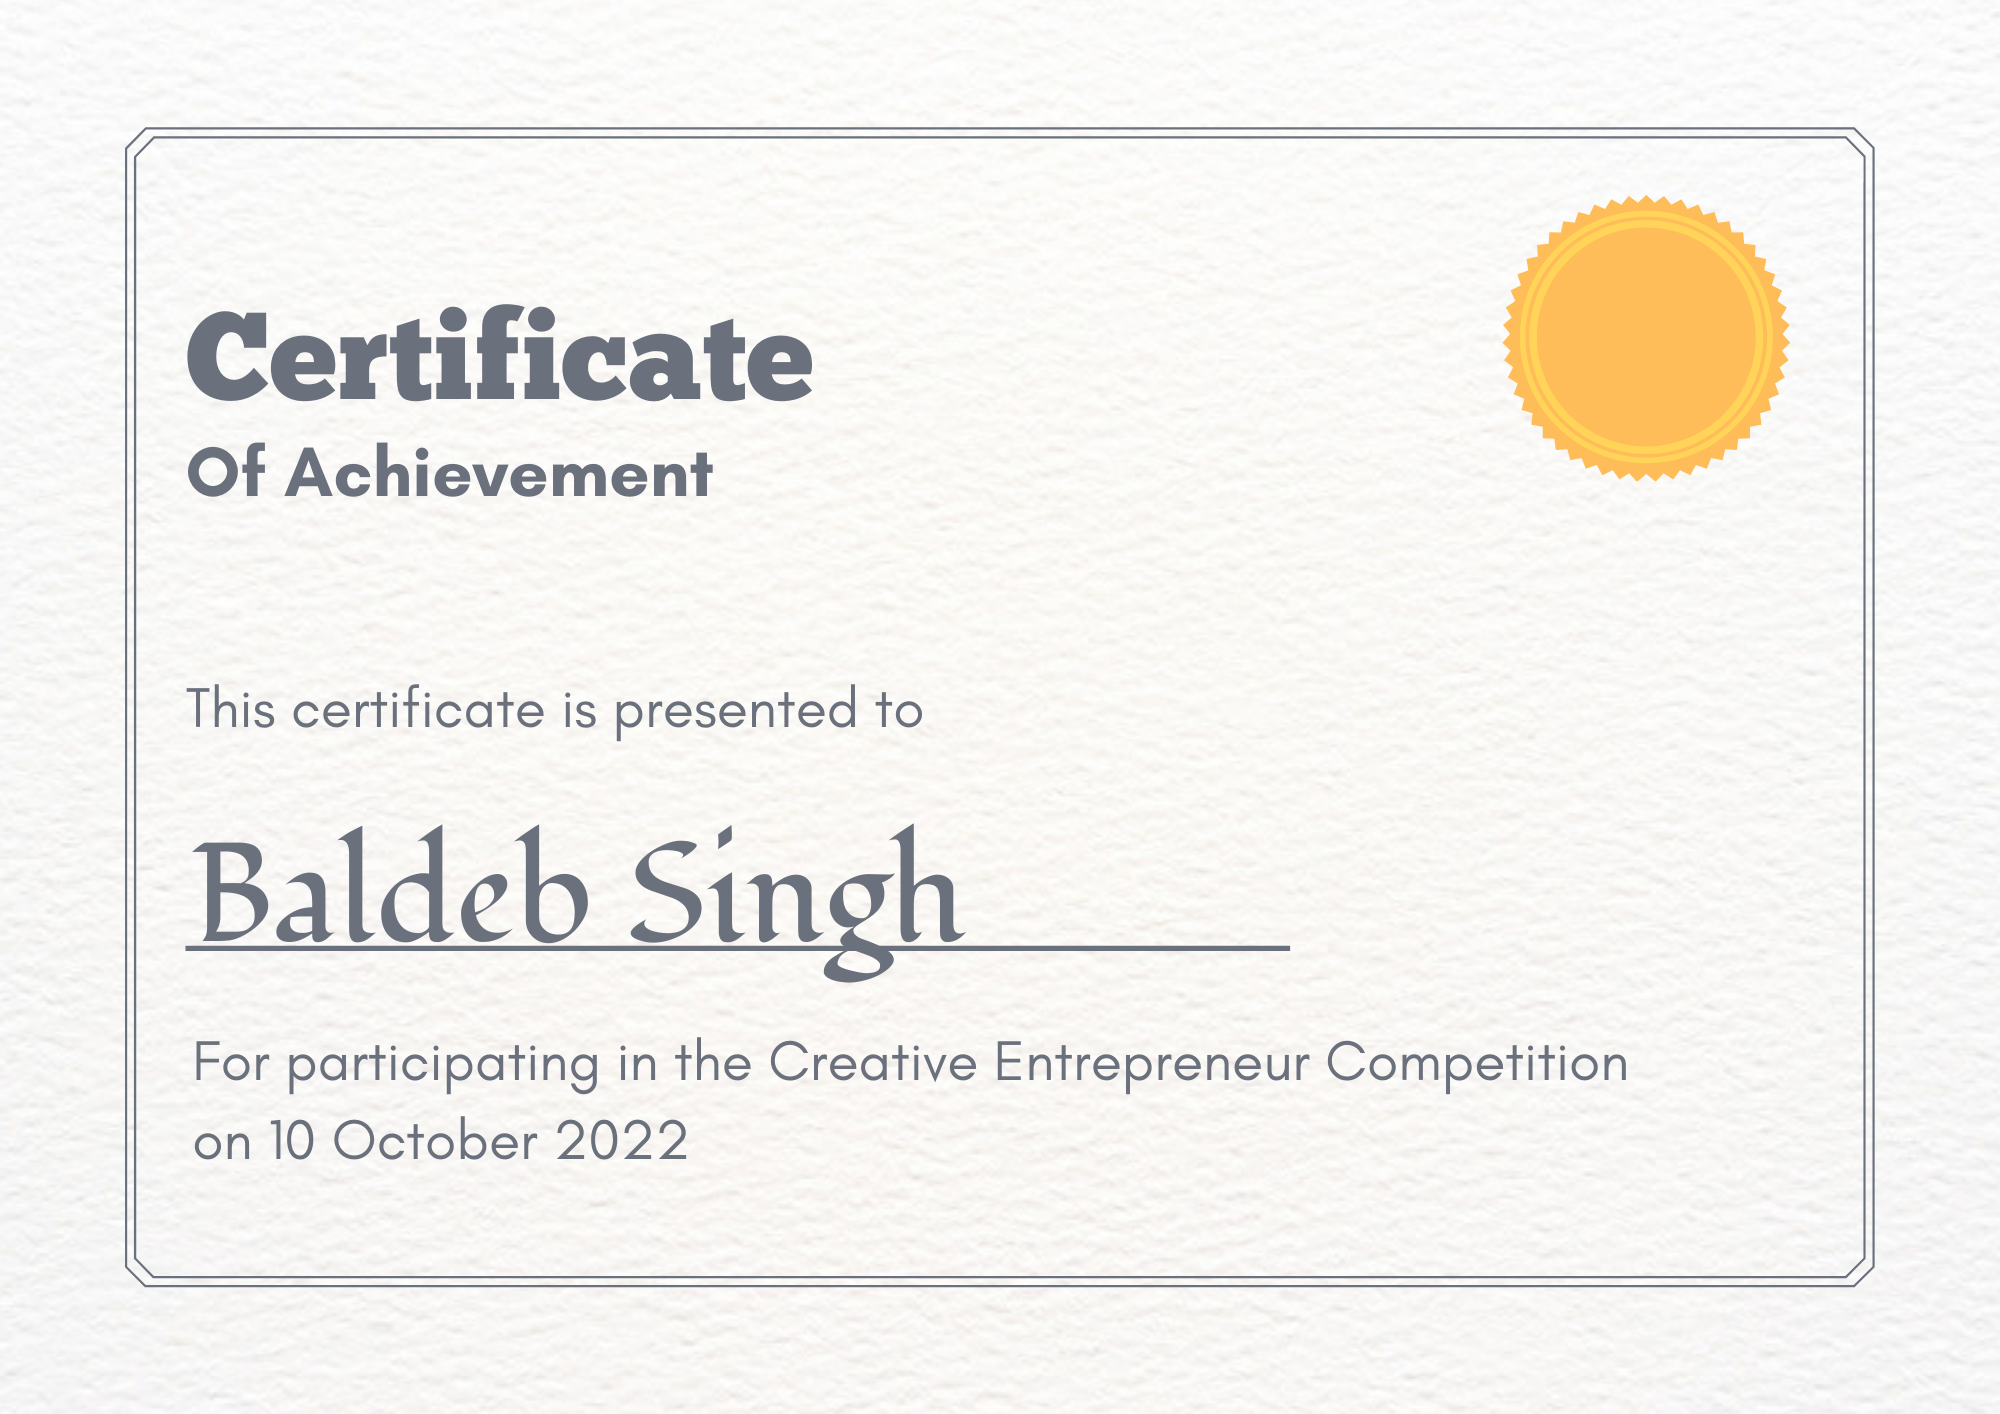 Certificate
Of Achievement
This certificate is presented to
Baldeb Singh
For participating in the Creative Entrepreneur Competition
on 10 October 2022